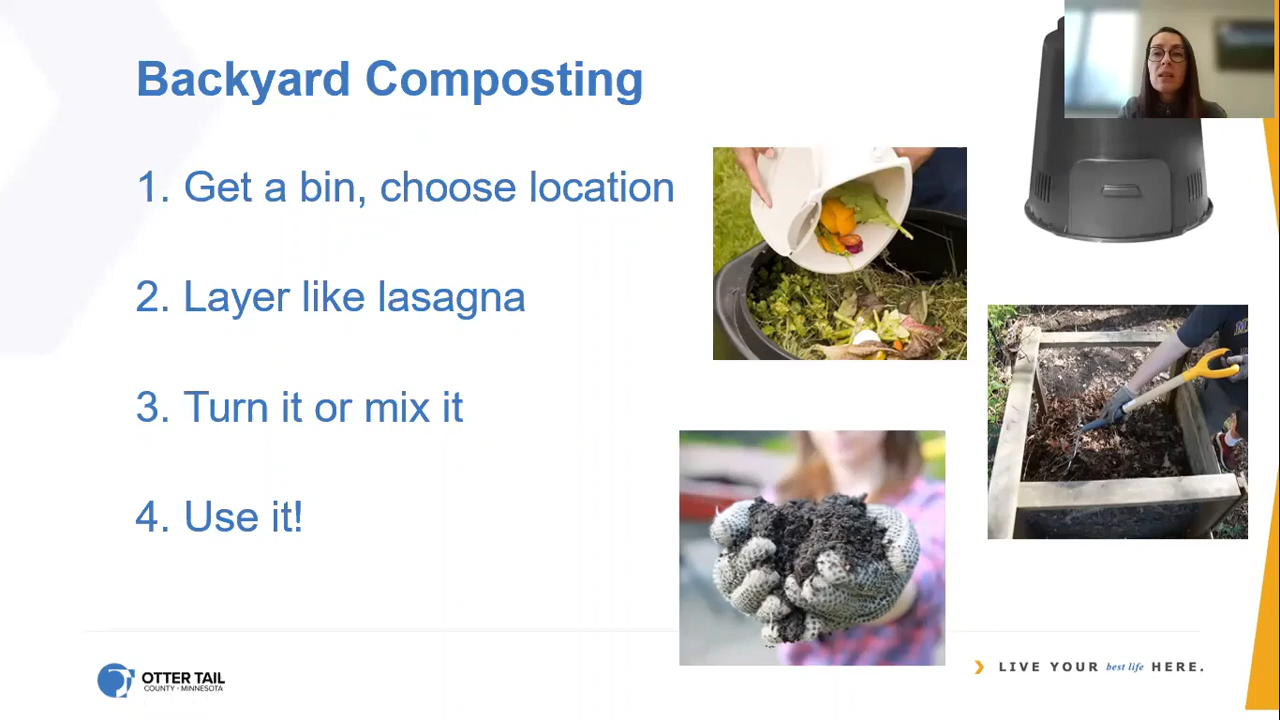 Backyard Composting
1. Get a bin, choose location
2. Layer like lasagna
3. Turn it or mix it
4. Use it!
OTTER TAIL
COUNTY · MINNESOTA
LIVE YOUR best life HERE.